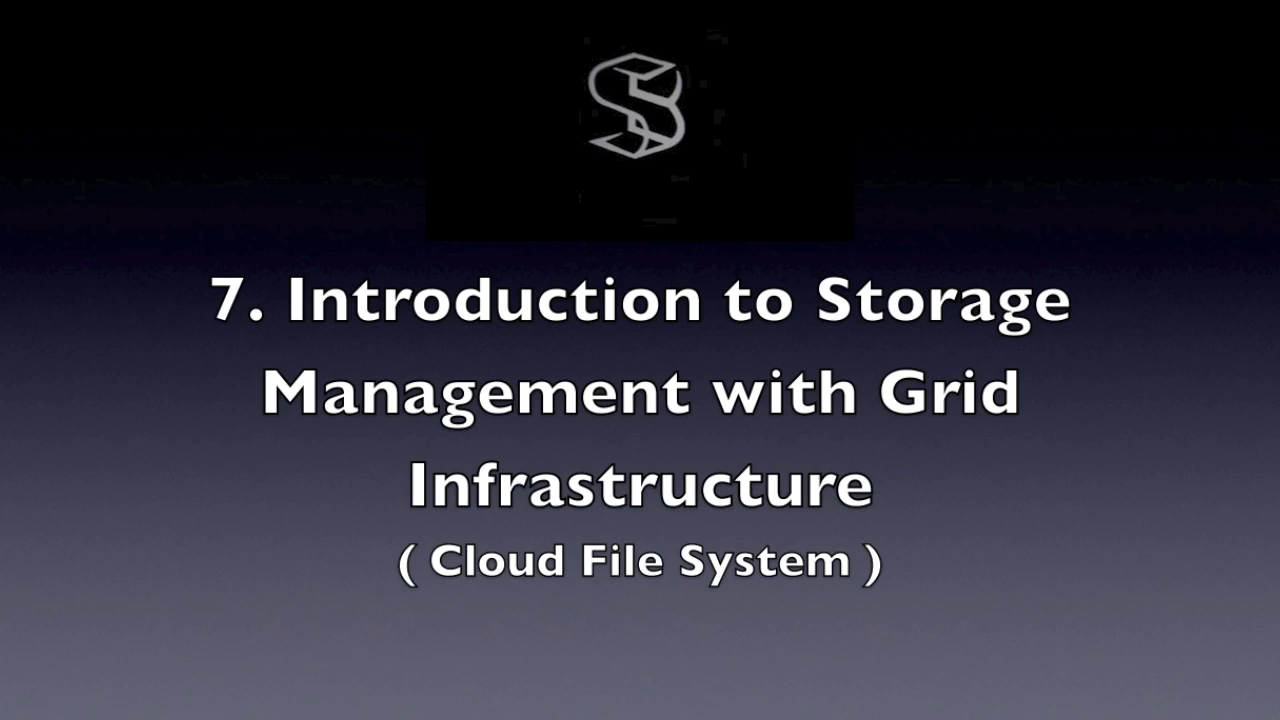 7. Introduction to Storage
Management with Grid
Infrastructure
( Cloud File System )